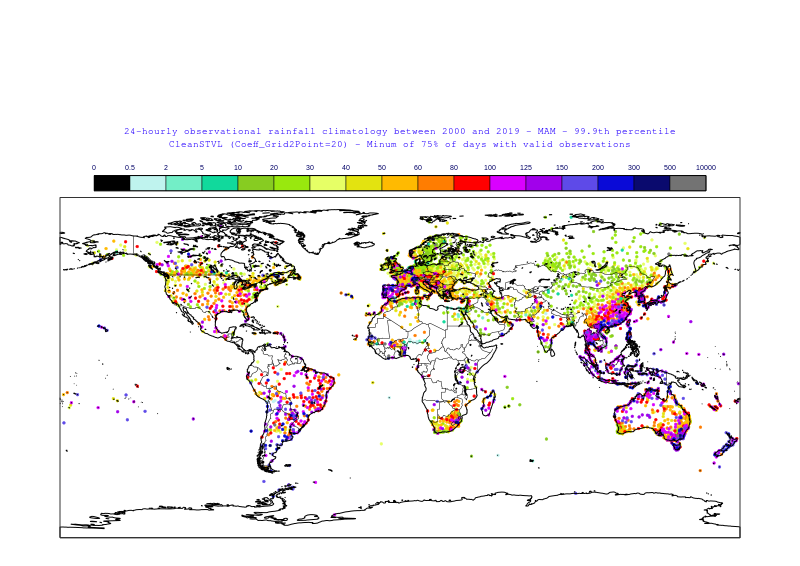 24-hourly observational rainfall climatology between 2000 and 2019 - MAM - 99.9th percentile
CleanSTVL (Coeff_Grid2Point=20) - Minum of 75% of days with valid observations
0 0.5 2 5 10 20 30 40 50 60 80 100 125 150 200 300 500 10000